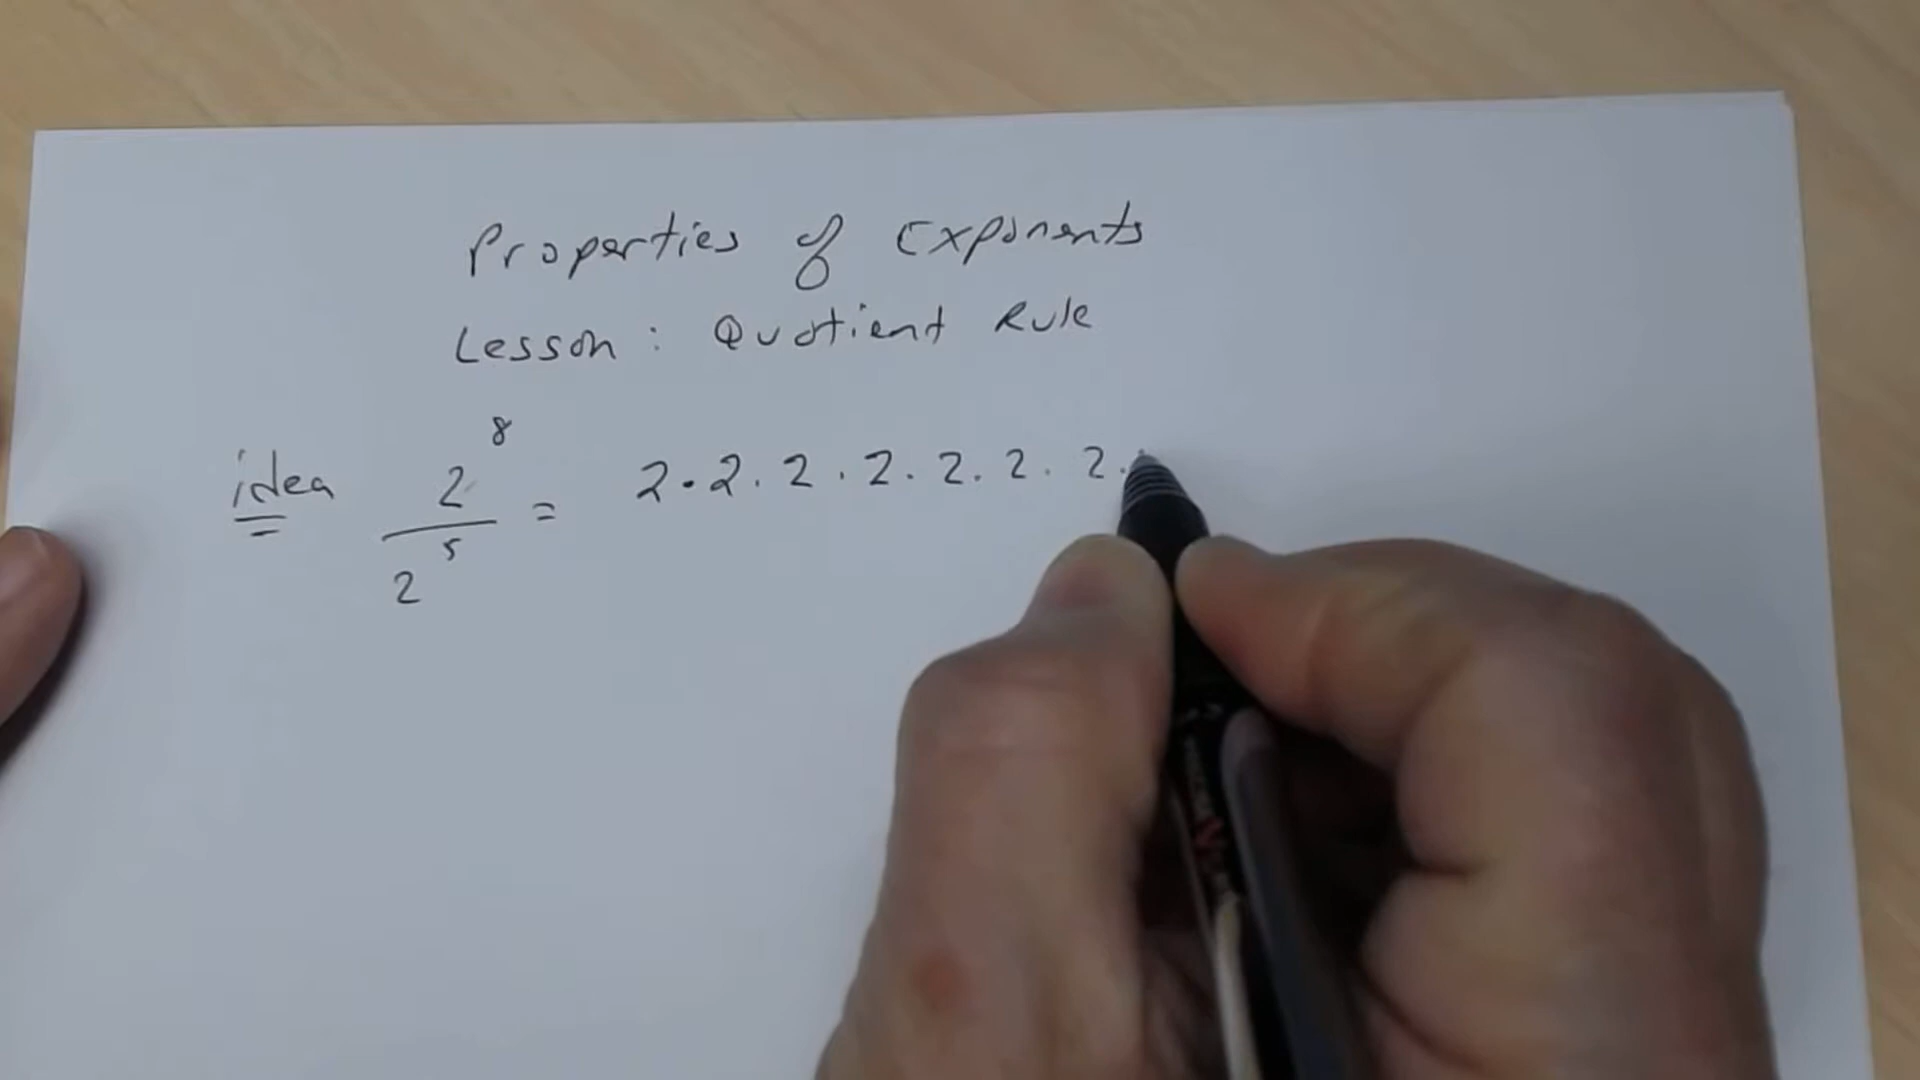 Properties of Exponents
Lesson: Quotient Rule
idea 2^8/2^5 = 2·2·2·2·2·2·2·